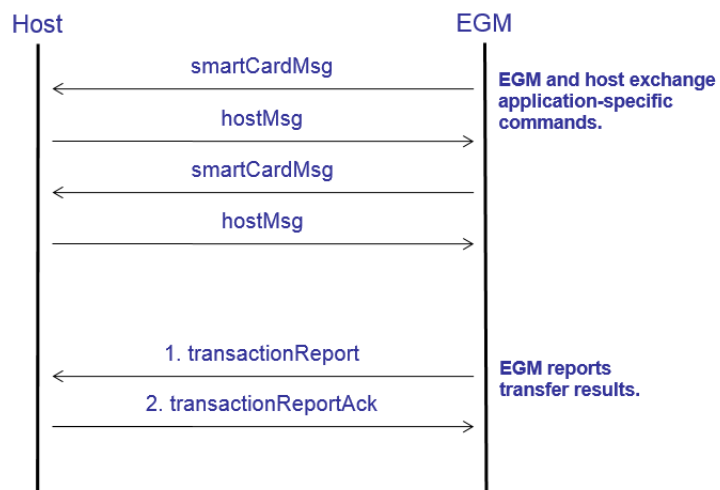 Host
EGM
smartCardMsg
EGM and host exchange
application-specific
commands.
hostMsg
smartCardMsg
hostMsg
1. transactionReport
EGM reports
transfer results.
2. transactionReportAck